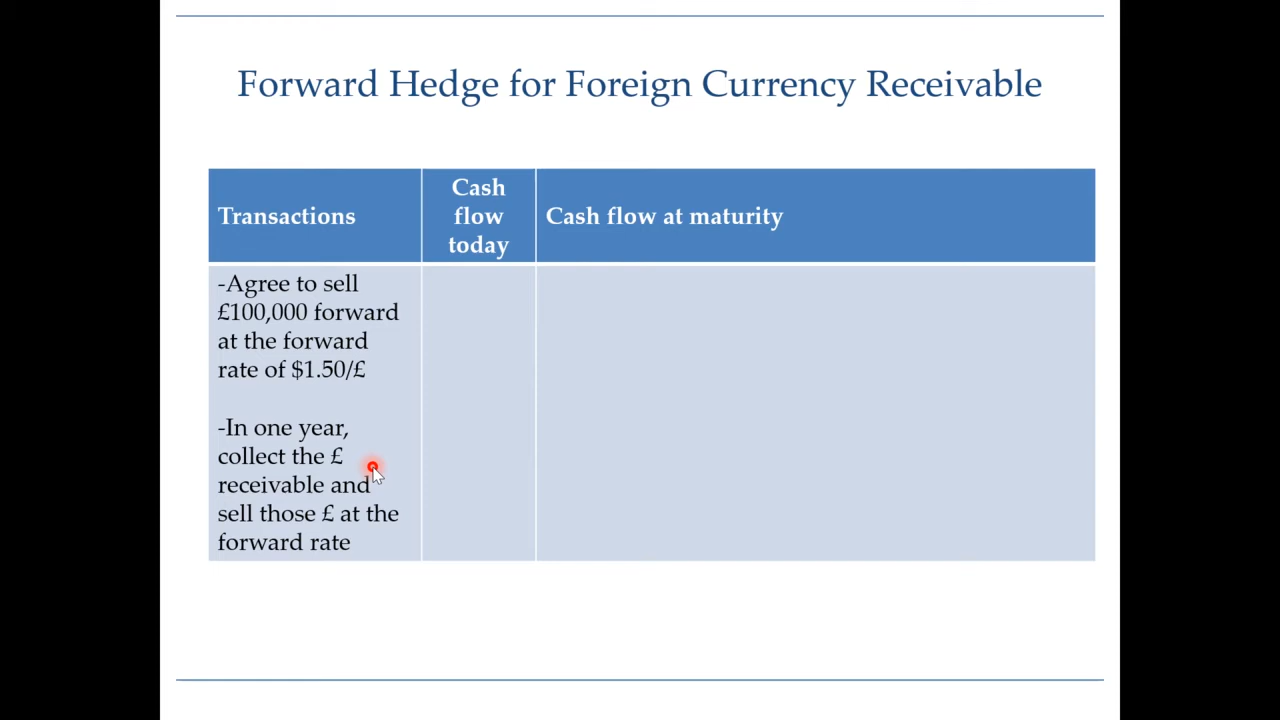 Forward Hedge for Foreign Currency Receivable
Transactions
Cash
flow
today
Cash flow at maturity
-Agree to sell
£100,000 forward
at the forward
rate of $1.50/£
-In one year,
collect the £
receivable and
sell those £ at the
forward rate